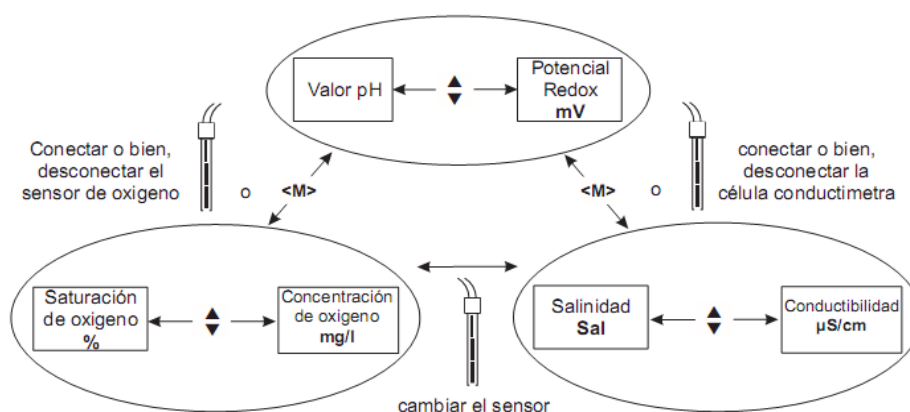 Valor pH
Potencial
Redox
mV
Conectar o bien,
desconectar el
sensor de oxigeno
o
<M>
<M>
o
conectar o bien,
desconectar la
célula conductimetra
Saturación
de oxigeno
%
Concentración
de oxigeno
mg/l
Salinidad
Sal
Conductibilidad
µS/cm
cambiar el sensor